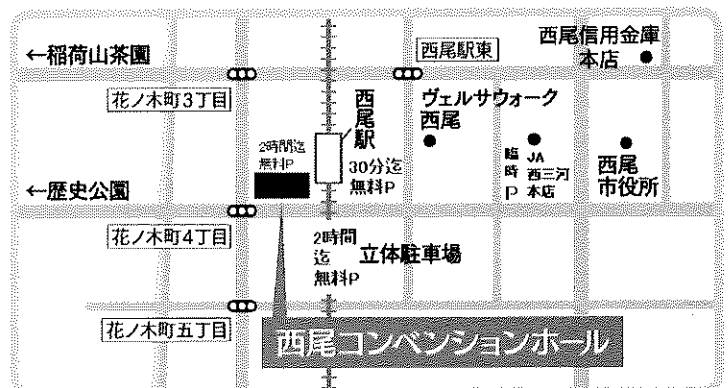 西尾信用金庫
本店
←稲荷山茶園
西尾駅東
花ノ木町3丁目
西尾駅
ヴェルサウォーク
西尾
2時間迄
無料P
30分迄
無料P
臨時P
JA
西三河
本店
西尾
市役所
←歴史公園
花ノ木町4丁目
2時間
迄
無料P
立体駐車場
花ノ木町五丁目
西尾コンベンションホール